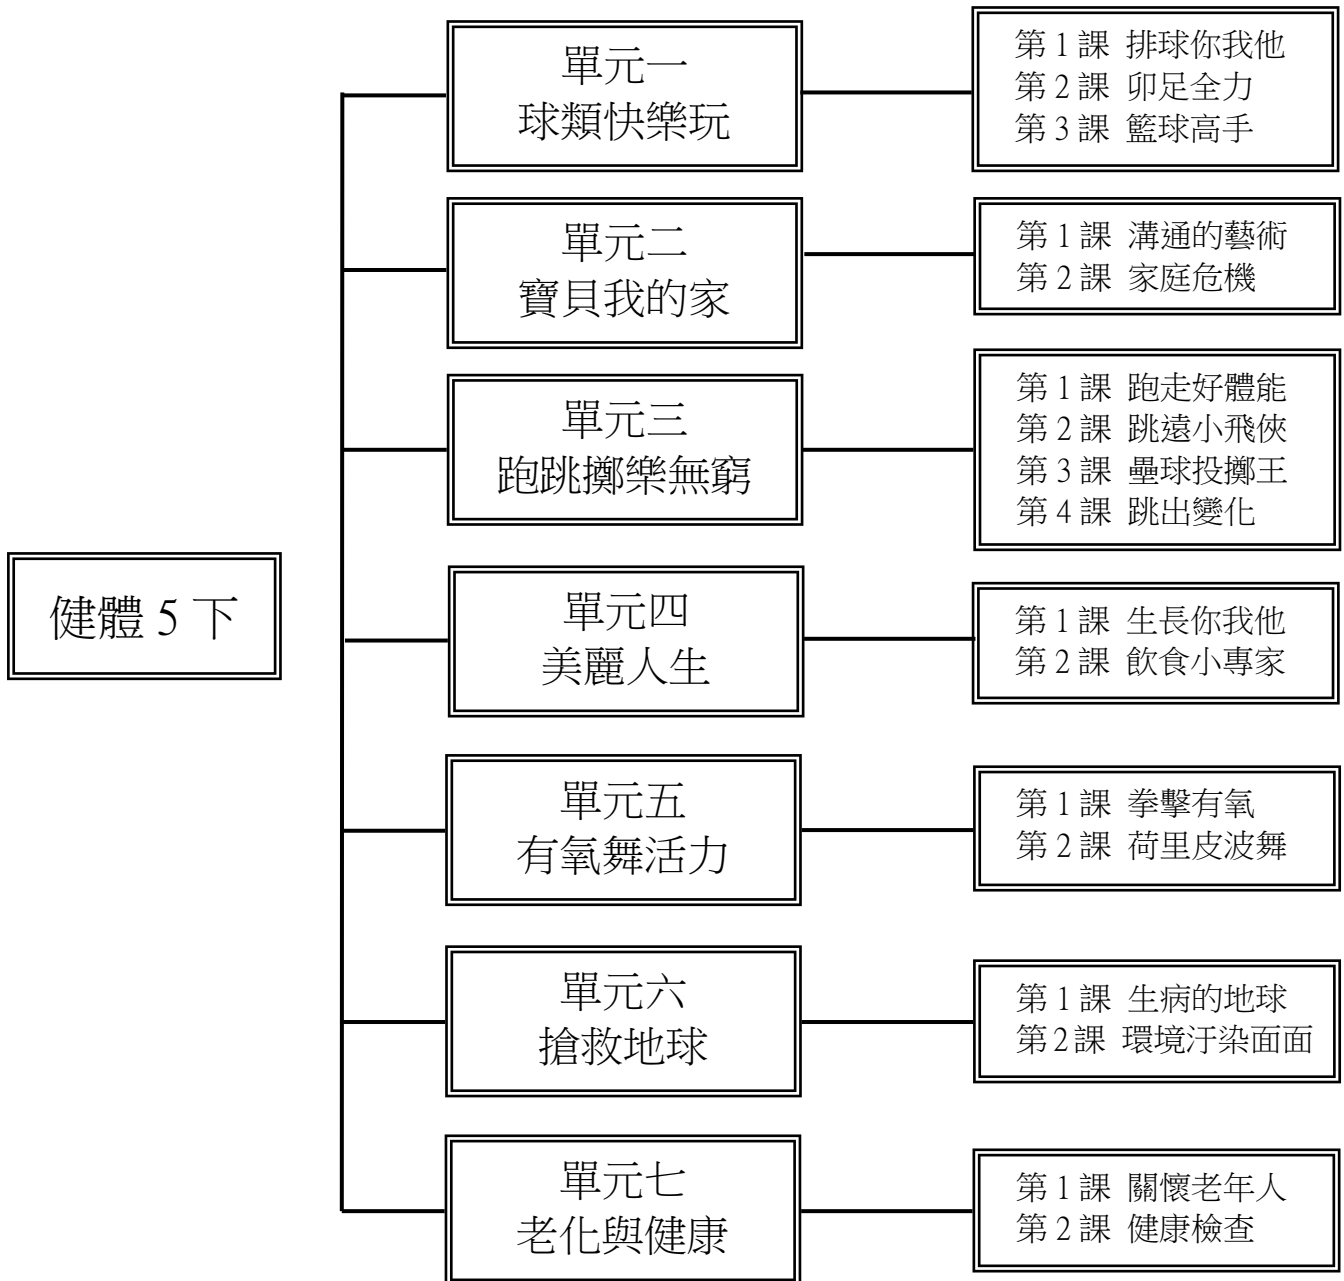 單元一
球類快樂玩
第 1 課 排球你我他
第 2 課 卯足全力
第 3 課 籃球高手
單元二
寶貝我的家
第 1 課 溝通的藝術
第 2 課 家庭危機
單元三
跑跳擲樂無窮
第 1 課 跑走好體能
第 2 課 跳遠小飛俠
第 3 課 壘球投擲王
第 4 課 跳出變化
健體 5 下
單元四
美麗人生
第 1 課 生長你我他
第 2 課 飲食小專家
單元五
有氧舞活力
第 1 課 拳擊有氧
第 2 課 荷里皮波舞
單元六
搶救地球
第 1 課 生病的地球
第 2 課 環境汙染面面
單元七
老化與健康
第 1 課 關懷老年人
第 2 課 健康檢查